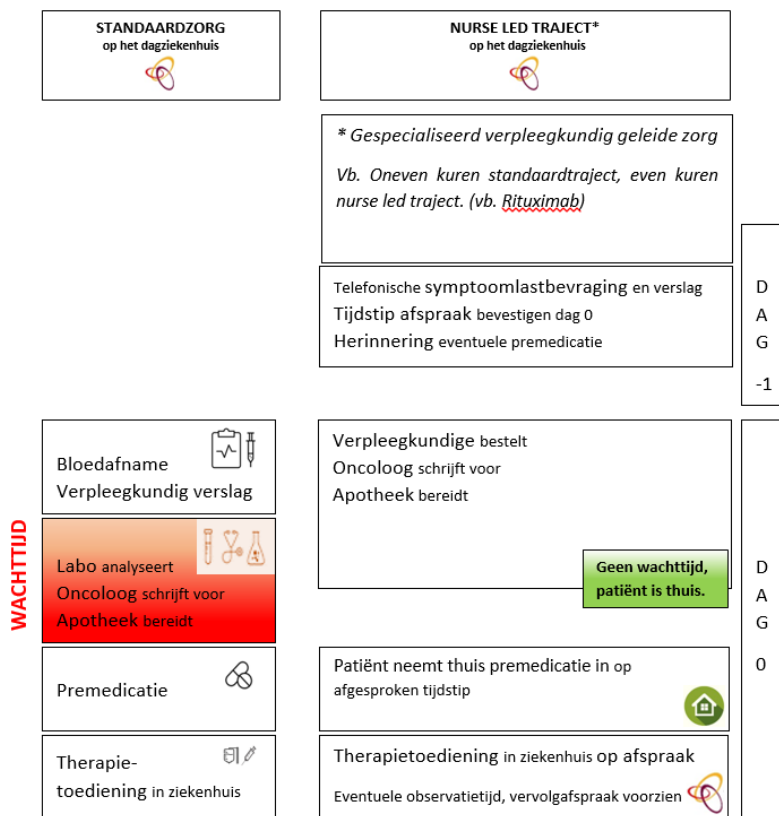 STANDAARDZORG
op het dagziekenhuis
NURSE LED TRAJECT*
op het dagziekenhuis
* Gespecialiseerd verpleegkundig geleide zorg
Vb. Oneven kuren standaardtraject, even kuren
nurse led traject. (vb. Rituximab)
Telefonische symptoomlastbevraging en verslag
Tijdstip afspraak bevestigen dag 0
Herinnering eventuele premedicatie
D
A
G
-1
WACHTTIJD
Bloedafname
Verpleegkundig verslag
Labo analyseert
Oncoloog schrijft voor
Apotheek bereidt
Verpleegkundige bestelt
Oncoloog schrijft voor
Apotheek bereidt
Geen wachttijd,
patiënt is thuis.
D
A
G
0
Premedicatie
Patiënt neemt thuis premedicatie in op
afgesproken tijdstip
Therapie-
toediening in ziekenhuis
Therapietoediening in ziekenhuis op afspraak
Eventuele observatietijd, vervolgafspraak voorzien